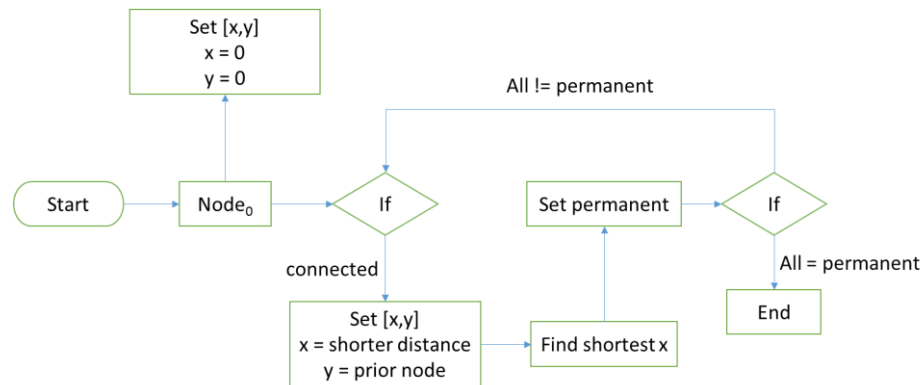 Set [x,y]
x = 0
y = 0
All != permanent
Start
Node₀
If
Set permanent
If
connected
All = permanent
Set [x,y]
x = shorter distance
y = prior node
Find shortest x
End